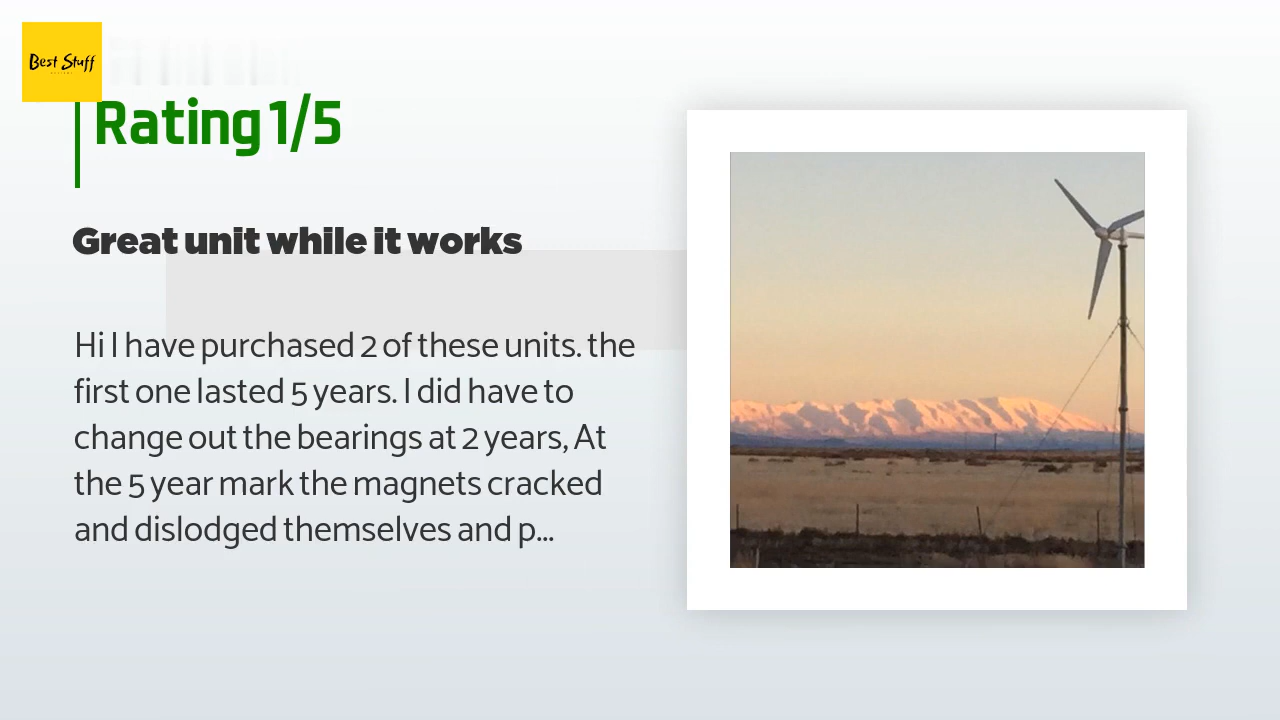 Best Stuff
Rating 1/5
Great unit while it works
Hi I have purchased 2 of these units. the
first one lasted 5 years. I did have to
change out the bearings at 2 years, At
the 5 year mark the magnets cracked
and dislodged themselves and p...